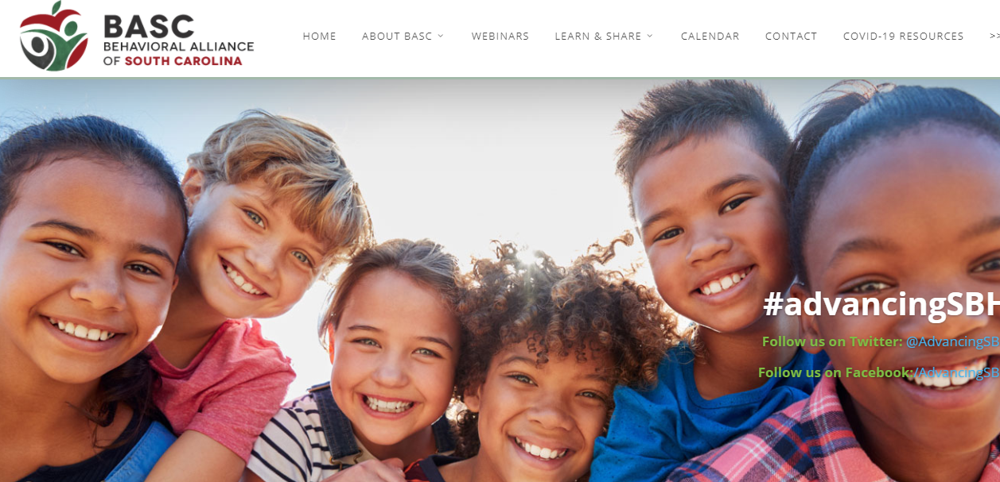 BASC
BEHAVIORAL ALLIANCE
OF SOUTH CAROLINA
HOME ABOUT BASC WEBINARS LEARN & SHARE CALENDAR CONTACT COVID-19 RESOURCES >>
#advancingSBH
Follow us on Twitter: @AdvancingSB
Follow us on Facebook:/AdvancingSB